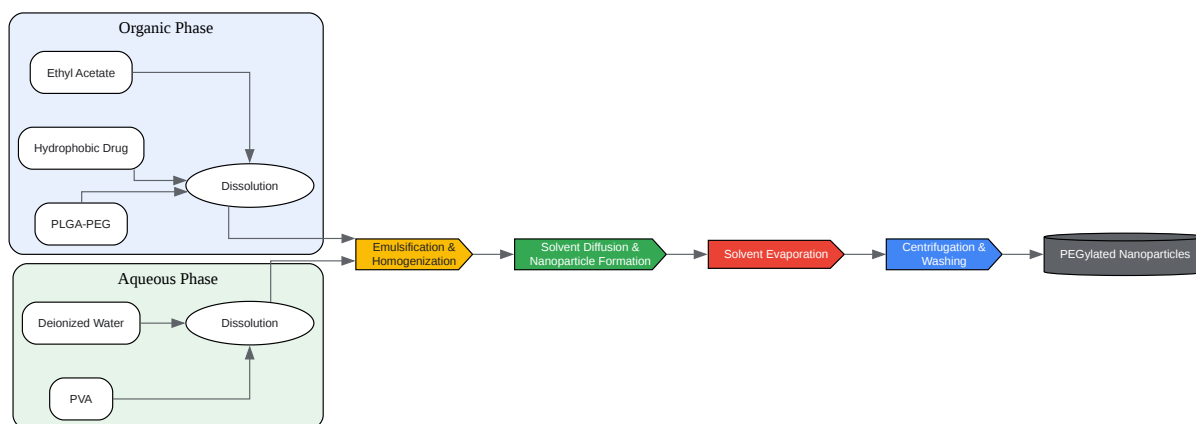 Organic Phase
Ethyl Acetate
Hydrophobic Drug
Dissolution
PLGA-PEG
Aqueous Phase
Deionized Water
Dissolution
PVA
Emulsification &
Homogenization
Solvent Diffusion &
Nanoparticle Formation
Solvent Evaporation
Centrifugation &
Washing
PEGylated Nanoparticles